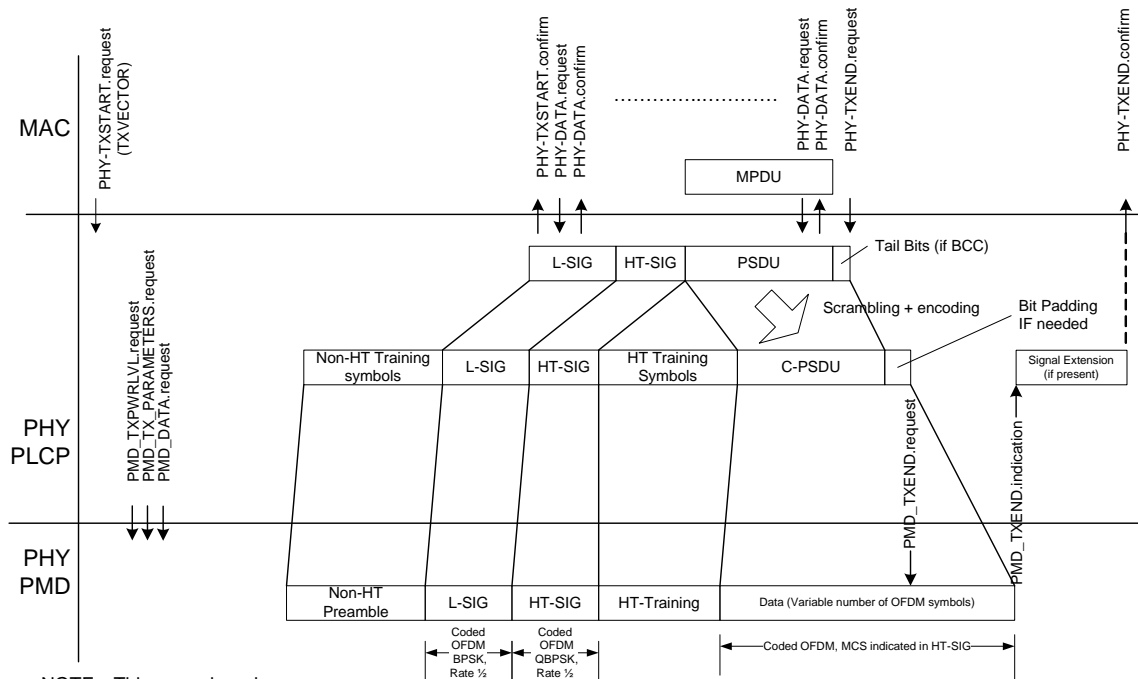 PHY-TXSTART.request
(TXVECTOR)
PHY-TXSTART.confirm
PHY-DATA.request
PHY-DATA.confirm
PHY-DATA.request
PHY-DATA.confirm
PHY-TXEND.request
PHY-TXEND.confirm
MAC
MPDU
L-SIG
HT-SIG
PSDU
Tail Bits (if BCC)
Scrambling + encoding
Bit Padding
IF needed
PMD_TXPWRLVL.request
PMD_TX_PARAMETERS.request
PMD_DATA.request
Non-HT Training
symbols
L-SIG
HT-SIG
HT Training
Symbols
C-PSDU
Signal Extension
(if present)
PHY
PLCP
PMD_TXEND.request
PMD_TXEND.indication
PHY
PMD
Non-HT
Preamble
L-SIG
HT-SIG
HT-Training
Data (Variable number of OFDM symbols)
Coded
OFDM
BPSK,
Rate ½
Coded
OFDM
QBPSK,
Rate ½
Coded OFDM, MCS indicated in HT-SIG